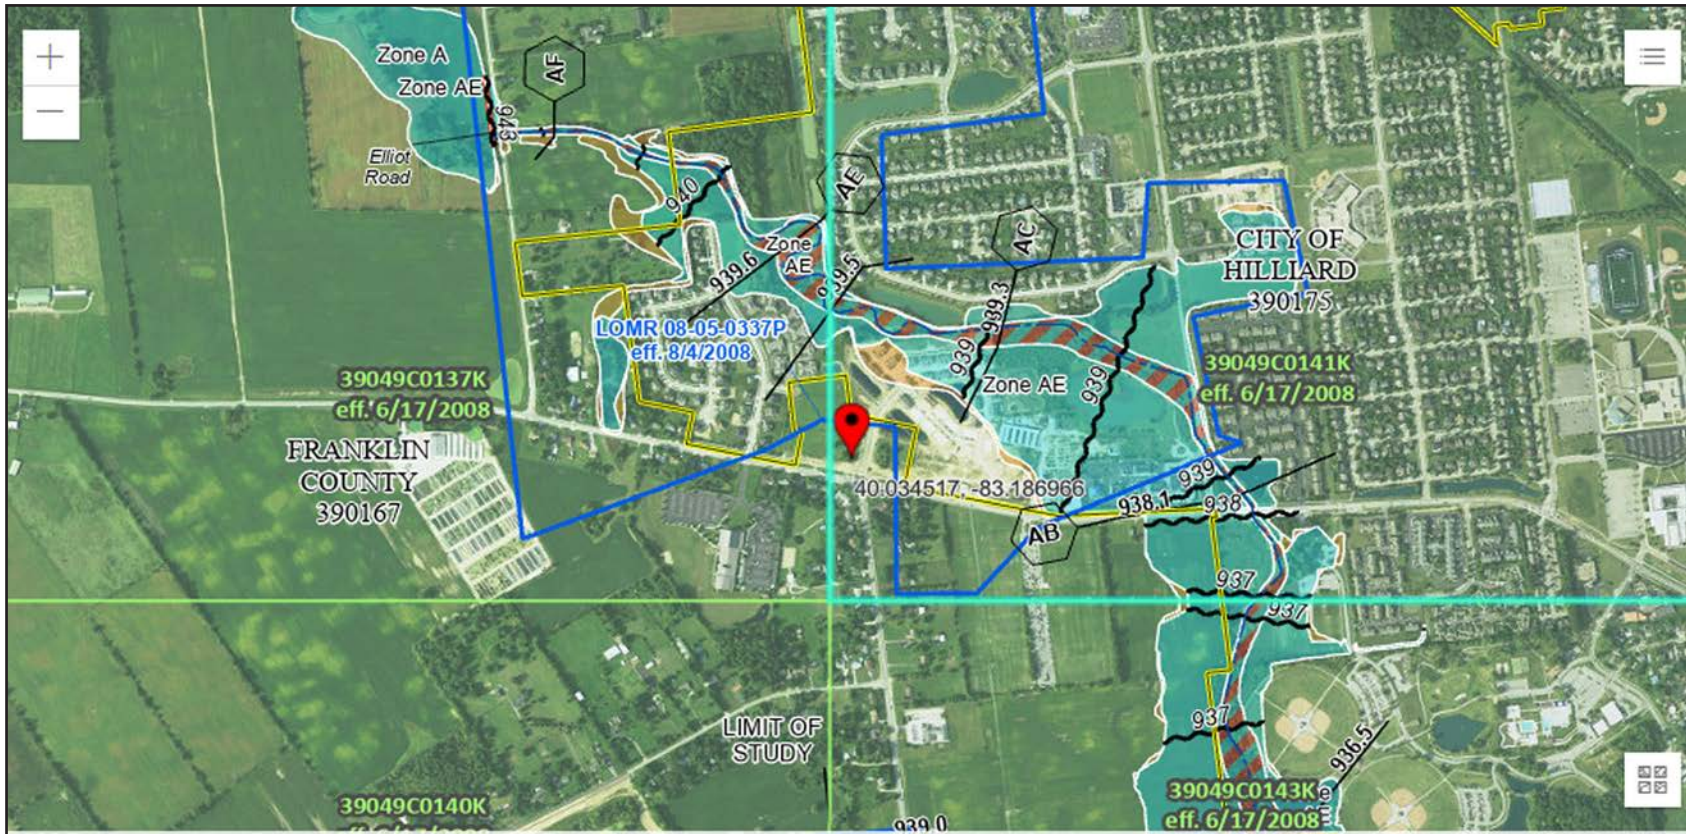 Zone A
Zone AE
AF
943
Elliot
Road
940
AE
Zone
AE
939.6
939.5
AC
CITY OF
HILLIARD
390175
LOMR 08-05-0337P
eff. 8/4/2008
939.3
939
939
Zone AE
39049C0137K
eff. 6/17/2008
39049C0141K
eff. 6/17/2008
FRANKLIN
COUNTY
390167
40.034517, -83.186966
939
938.1
938
AB
937
937
937
LIMIT OF
STUDY
936.5
39049C0140K
39049C0143K
eff. 6/17/2008
939.0